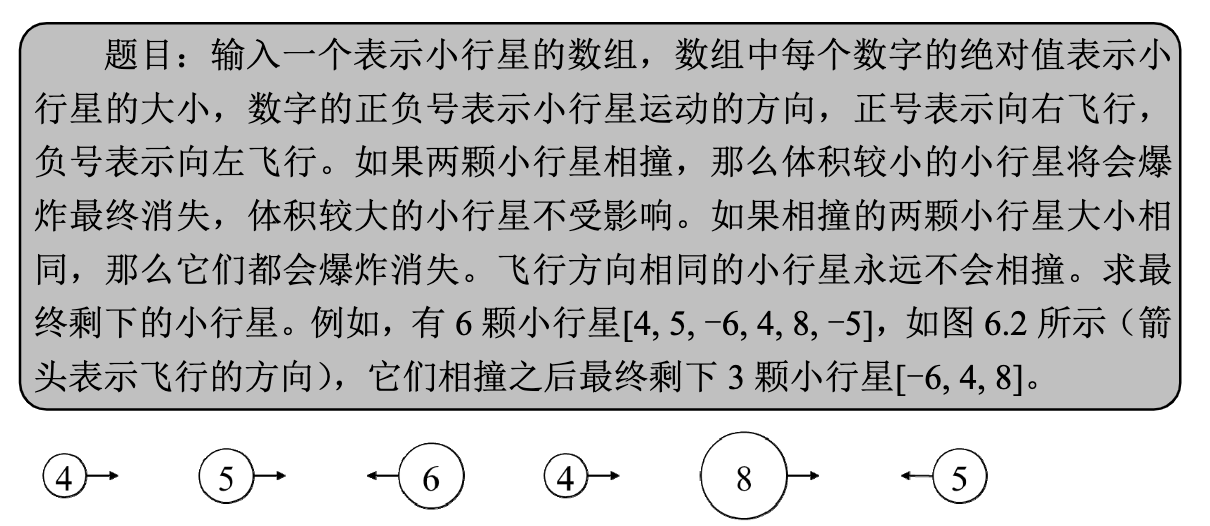 题目：输入一个表示小行星的数组，数组中每个数字的绝对值表示小
行星的大小，数字的正负号表示小行星运动的方向，正号表示向右飞行，
负号表示向左飞行。如果两颗小行星相撞，那么体积较小的小行星将会爆
炸最终消失，体积较大的小行星不受影响。如果相撞的两颗小行星大小相
同，那么它们都会爆炸消失。飞行方向相同的小行星永远不会相撞。求最
终剩下的小行星。例如，有 6 颗小行星[4, 5, −6, 4, 8, −5]，如图 6.2 所示（箭
头表示飞行的方向），它们相撞之后最终剩下 3 颗小行星[−6, 4, 8]。
4 5 6 4 8 5